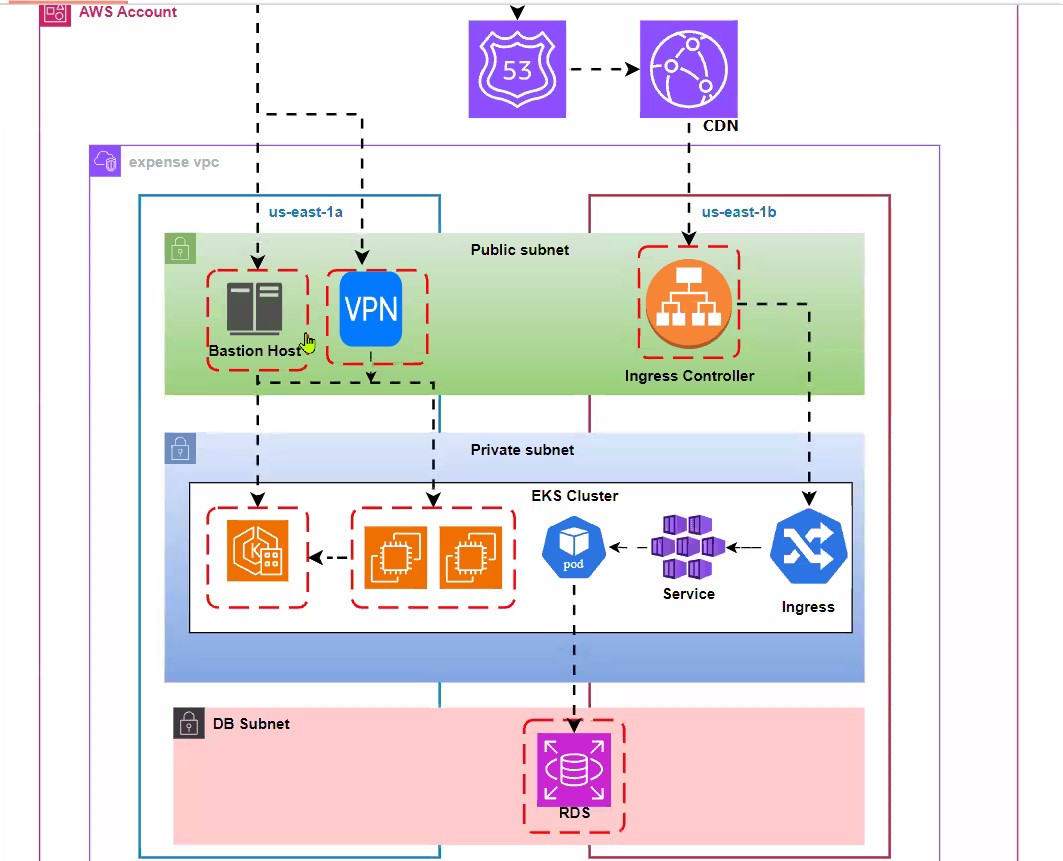 AWS Account
53
CDN
expense vpc
us-east-1a
us-east-1b
Public subnet
VPN
Bastion Host
Ingress Controller
Private subnet
EKS Cluster
K
pod
Service
Ingress
DB Subnet
RDS